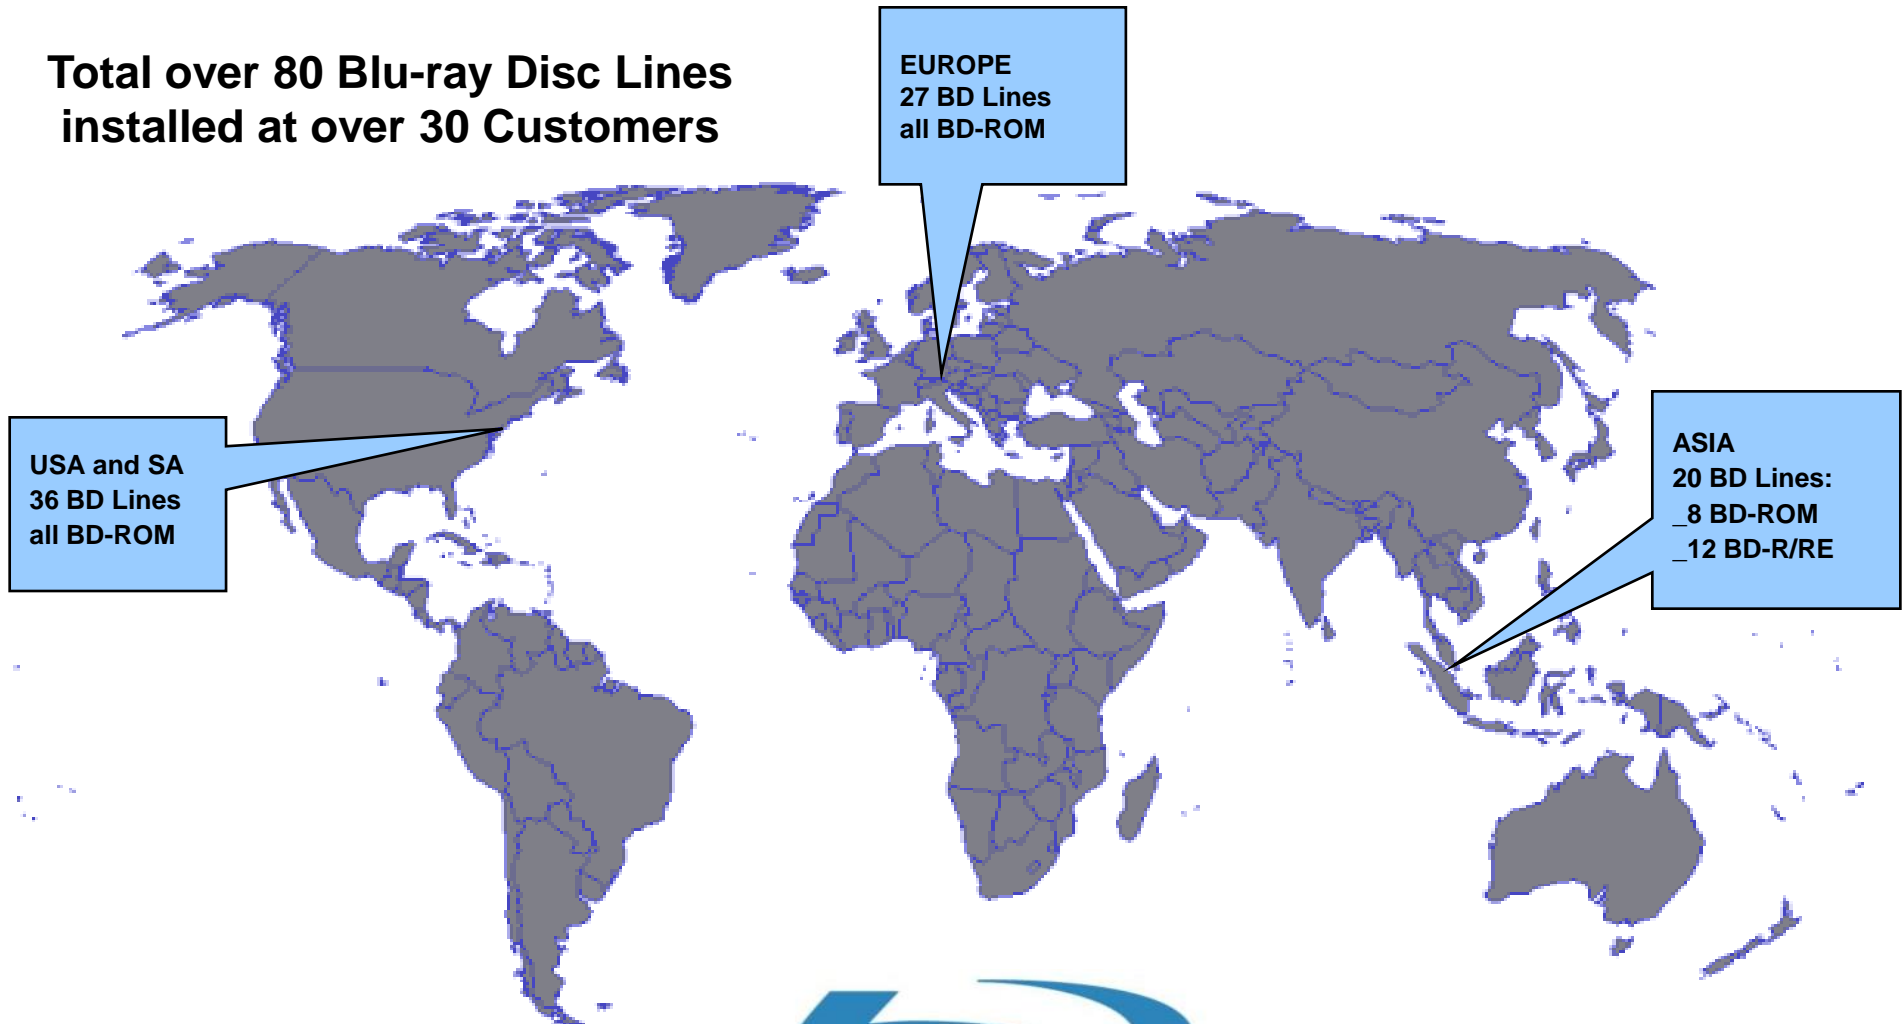 Total over 80 Blu-ray Disc Lines
installed at over 30 Customers
EUROPE
27 BD Lines
all BD-ROM
USA and SA
36 BD Lines
all BD-ROM
ASIA
20 BD Lines:
_8 BD-ROM
_12 BD-R/RE